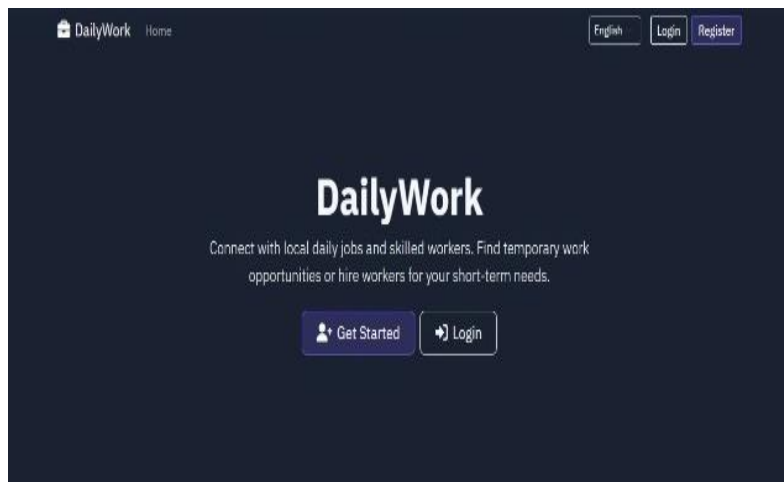 DailyWork Home English Login Register
DailyWork
Connect with local daily jobs and skilled workers. Find temporary work
opportunities or hire workers for your short-term needs.
Get Started Login